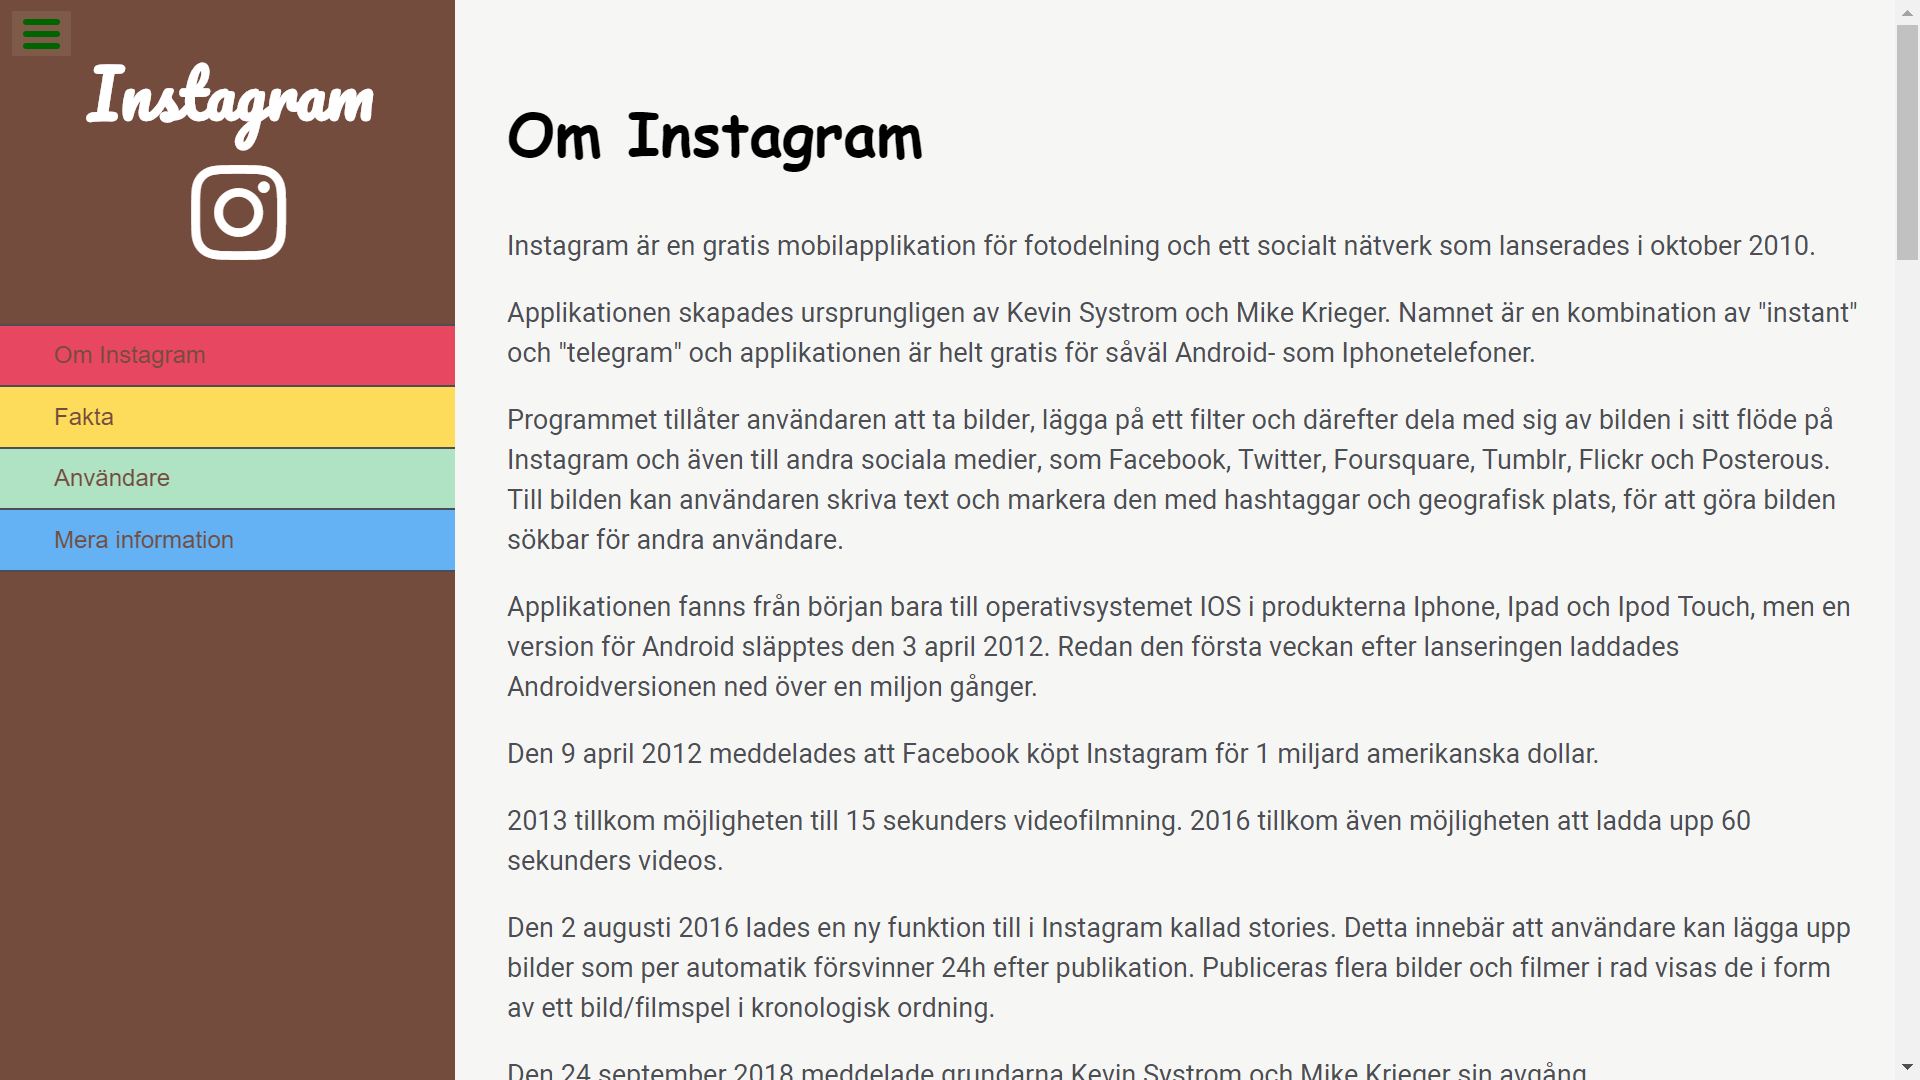 Instagram
Om Instagram
Fakta
Användare
Mera information
Om Instagram
Instagram är en gratis mobilapplikation för fotodelning och ett socialt nätverk som lanserades i oktober 2010.
Applikationen skapades ursprungligen av Kevin Systrom och Mike Krieger. Namnet är en kombination av "instant"
och "telegram" och applikationen är helt gratis för såväl Android- som Iphonetelefoner.
Programmet tillåter användaren att ta bilder, lägga på ett filter och därefter dela med sig av bilden i sitt flöde på
Instagram och även till andra sociala medier, som Facebook, Twitter, Foursquare, Tumblr, Flickr och Posterous.
Till bilden kan användaren skriva text och markera den med hashtaggar och geografisk plats, för att göra bilden
sökbar för andra användare.
Applikationen fanns från början bara till operativsystemet IOS i produkterna Iphone, Ipad och Ipod Touch, men en
version för Android släpptes den 3 april 2012. Redan den första veckan efter lanseringen laddades
Androidversionen ned över en miljon gånger.
Den 9 april 2012 meddelades att Facebook köpt Instagram för 1 miljard amerikanska dollar.
2013 tillkom möjligheten till 15 sekunders videofilmning. 2016 tillkom även möjligheten att ladda upp 60
sekunders videos.
Den 2 augusti 2016 lades en ny funktion till i Instagram kallad stories. Detta innebär att användare kan lägga upp
bilder som per automatik försvinner 24h efter publikation. Publiceras flera bilder och filmer i rad visas de i form
av ett bild/filmspel i kronologisk ordning.
Den 24 september 2018 meddelade grundarna Kevin Systrom och Mike Krieger sin avgång.